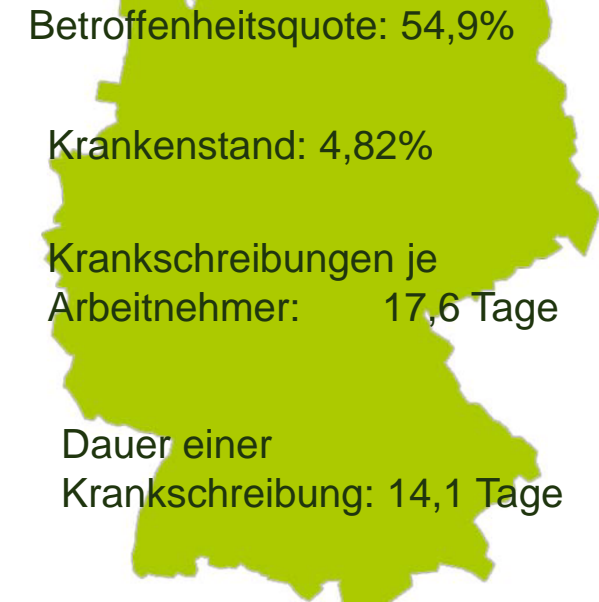 Betroffenheitsquote: 54,9%
Krankenstand: 4,82%
Krankschreibungen je
Arbeitnehmer: 17,6 Tage
Dauer einer
Krankschreibung: 14,1 Tage